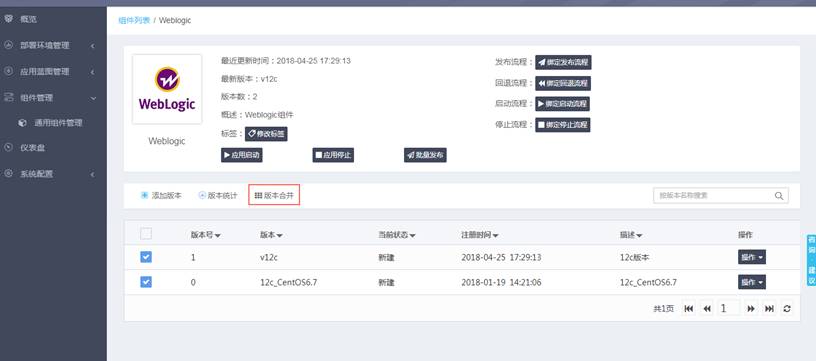 概览
部署环境管理
应用蓝图管理
组件管理
通用组件管理
仪表盘
系统配置
组件列表 / Weblogic
WebLogic
Weblogic
最近更新时间：2018-04-25 17:29:13
最新版本：v12c
版本数：2
概述：Weblogic组件
标签： 修改标签
应用启动 应用停止 批量发布
发布流程： 绑定发布流程
回退流程： 绑定回退流程
启动流程： 绑定启动流程
停止流程： 绑定停止流程
添加版本 版本统计 版本合并 按版本名称搜索
版本号 版本 当前状态 注册时间 描述 操作
1 v12c 新建 2018-04-25 17:29:13 12c版本 操作
0 12c_CentOS6.7 新建 2018-01-19 14:21:06 12c_CentOS6.7 操作
共1页 1
咨询·建议